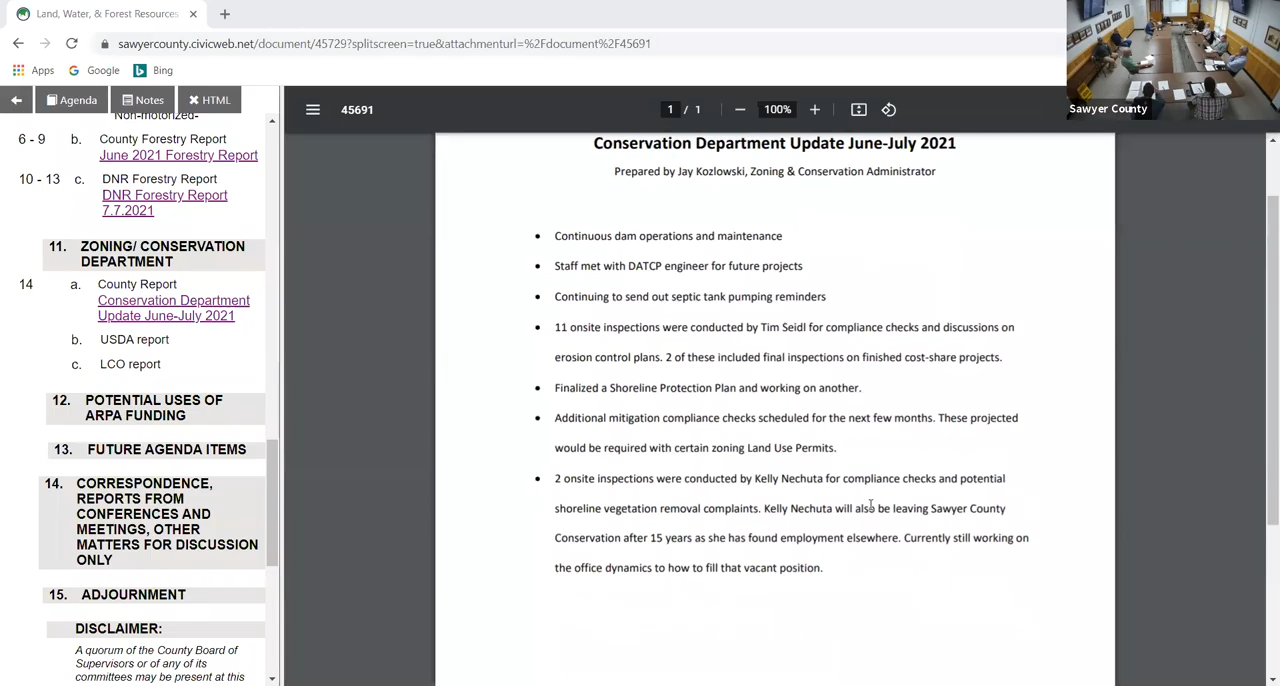 Land, Water, & Forest Resources
sawyercounty.civicweb.net/document/45729?splitscreen=true&attachmenturl=%2Fdocument%2F45691
Apps
Google
Bing
Sawyer County
Agenda
Notes
HTML
45691
1 / 1
100%
Non-motorized-
6 - 9 b. County Forestry Report
June 2021 Forestry Report
10 - 13 c. DNR Forestry Report
DNR Forestry Report
7.7.2021
11. ZONING/ CONSERVATION
DEPARTMENT
14 a. County Report
Conservation Department
Update June-July 2021
b. USDA report
c. LCO report
12. POTENTIAL USES OF
ARPA FUNDING
13. FUTURE AGENDA ITEMS
14. CORRESPONDENCE,
REPORTS FROM
CONFERENCES AND
MEETINGS, OTHER
MATTERS FOR DISCUSSION
ONLY
15. ADJOURNMENT
DISCLAIMER:
A quorum of the County Board of
Supervisors or of any of its
committees may be present at this
Conservation Department Update June-July 2021
Prepared by Jay Kozlowski, Zoning & Conservation Administrator
• Continuous dam operations and maintenance
• Staff met with DATCP engineer for future projects
• Continuing to send out septic tank pumping reminders
• 11 onsite inspections were conducted by Tim Seidl for compliance checks and discussions on
erosion control plans. 2 of these included final inspections on finished cost-share projects.
• Finalized a Shoreline Protection Plan and working on another.
• Additional mitigation compliance checks scheduled for the next few months. These projected
would be required with certain zoning Land Use Permits.
• 2 onsite inspections were conducted by Kelly Nechuta for compliance checks and potential
shoreline vegetation removal complaints. Kelly Nechuta will also be leaving Sawyer County
Conservation after 15 years as she has found employment elsewhere. Currently still working on
the office dynamics to how to fill that vacant position.